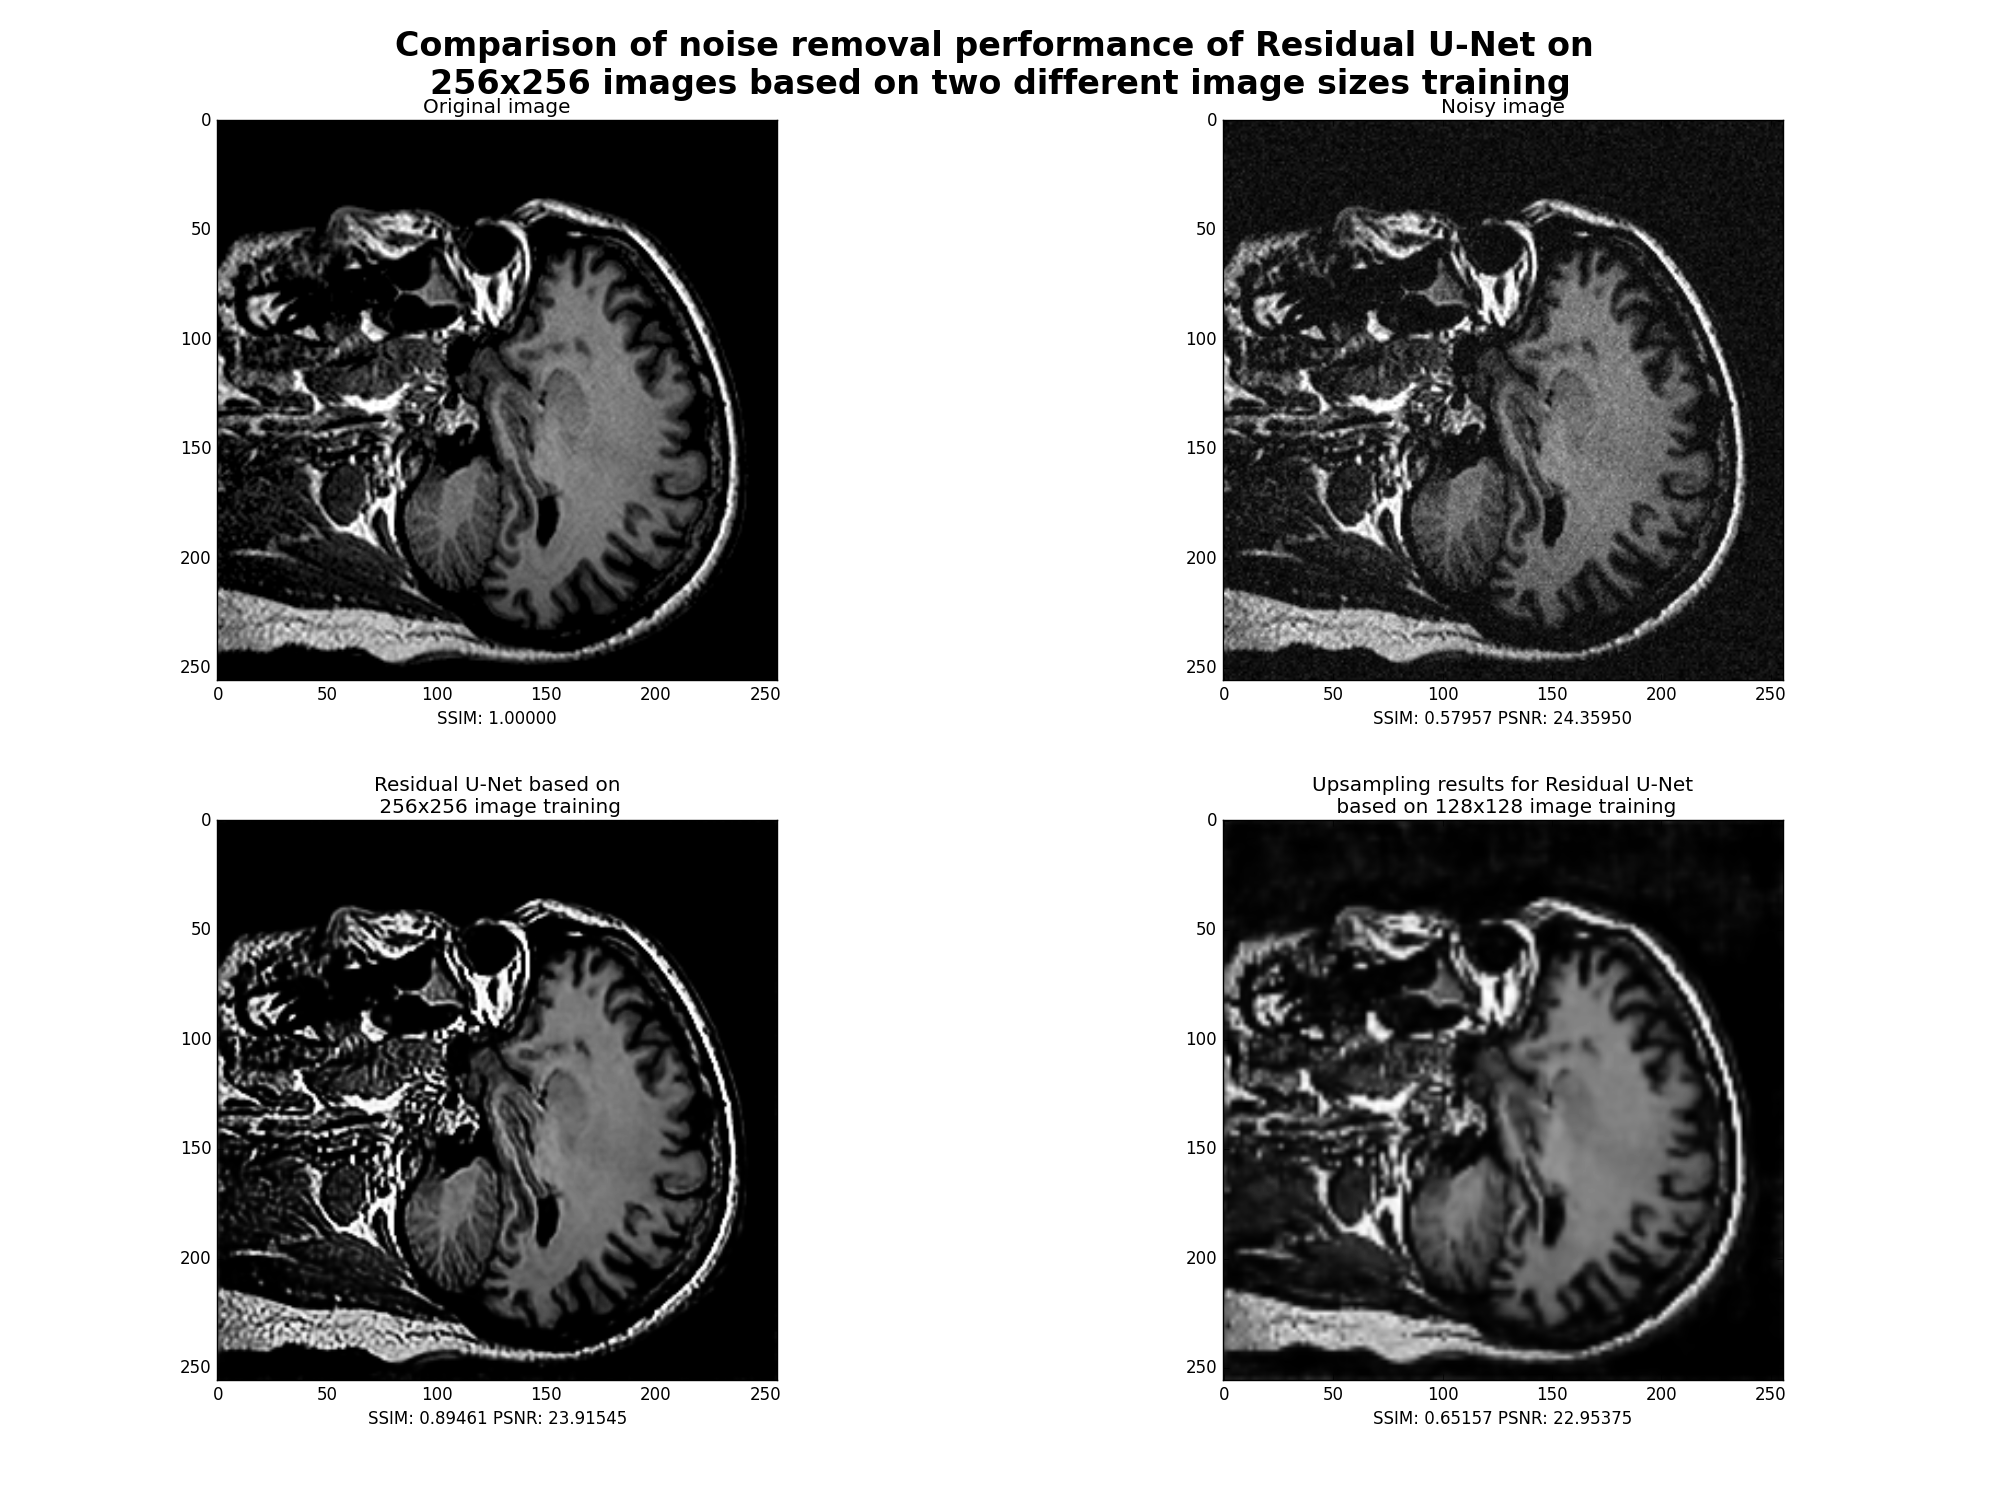 Comparison of noise removal performance of Residual U-Net on
256x256 images based on two different image sizes training
Original image
0
50
100
150
200
250
0 50 100 150 200 250
SSIM: 1.00000
Noisy image
0
50
100
150
200
250
0 50 100 150 200 250
SSIM: 0.57957 PSNR: 24.35950
Residual U-Net based on
256x256 image training
0
50
100
150
200
250
0 50 100 150 200 250
SSIM: 0.89461 PSNR: 23.91545
Upsampling results for Residual U-Net
based on 128x128 image training
0
50
100
150
200
250
0 50 100 150 200 250
SSIM: 0.65157 PSNR: 22.95375